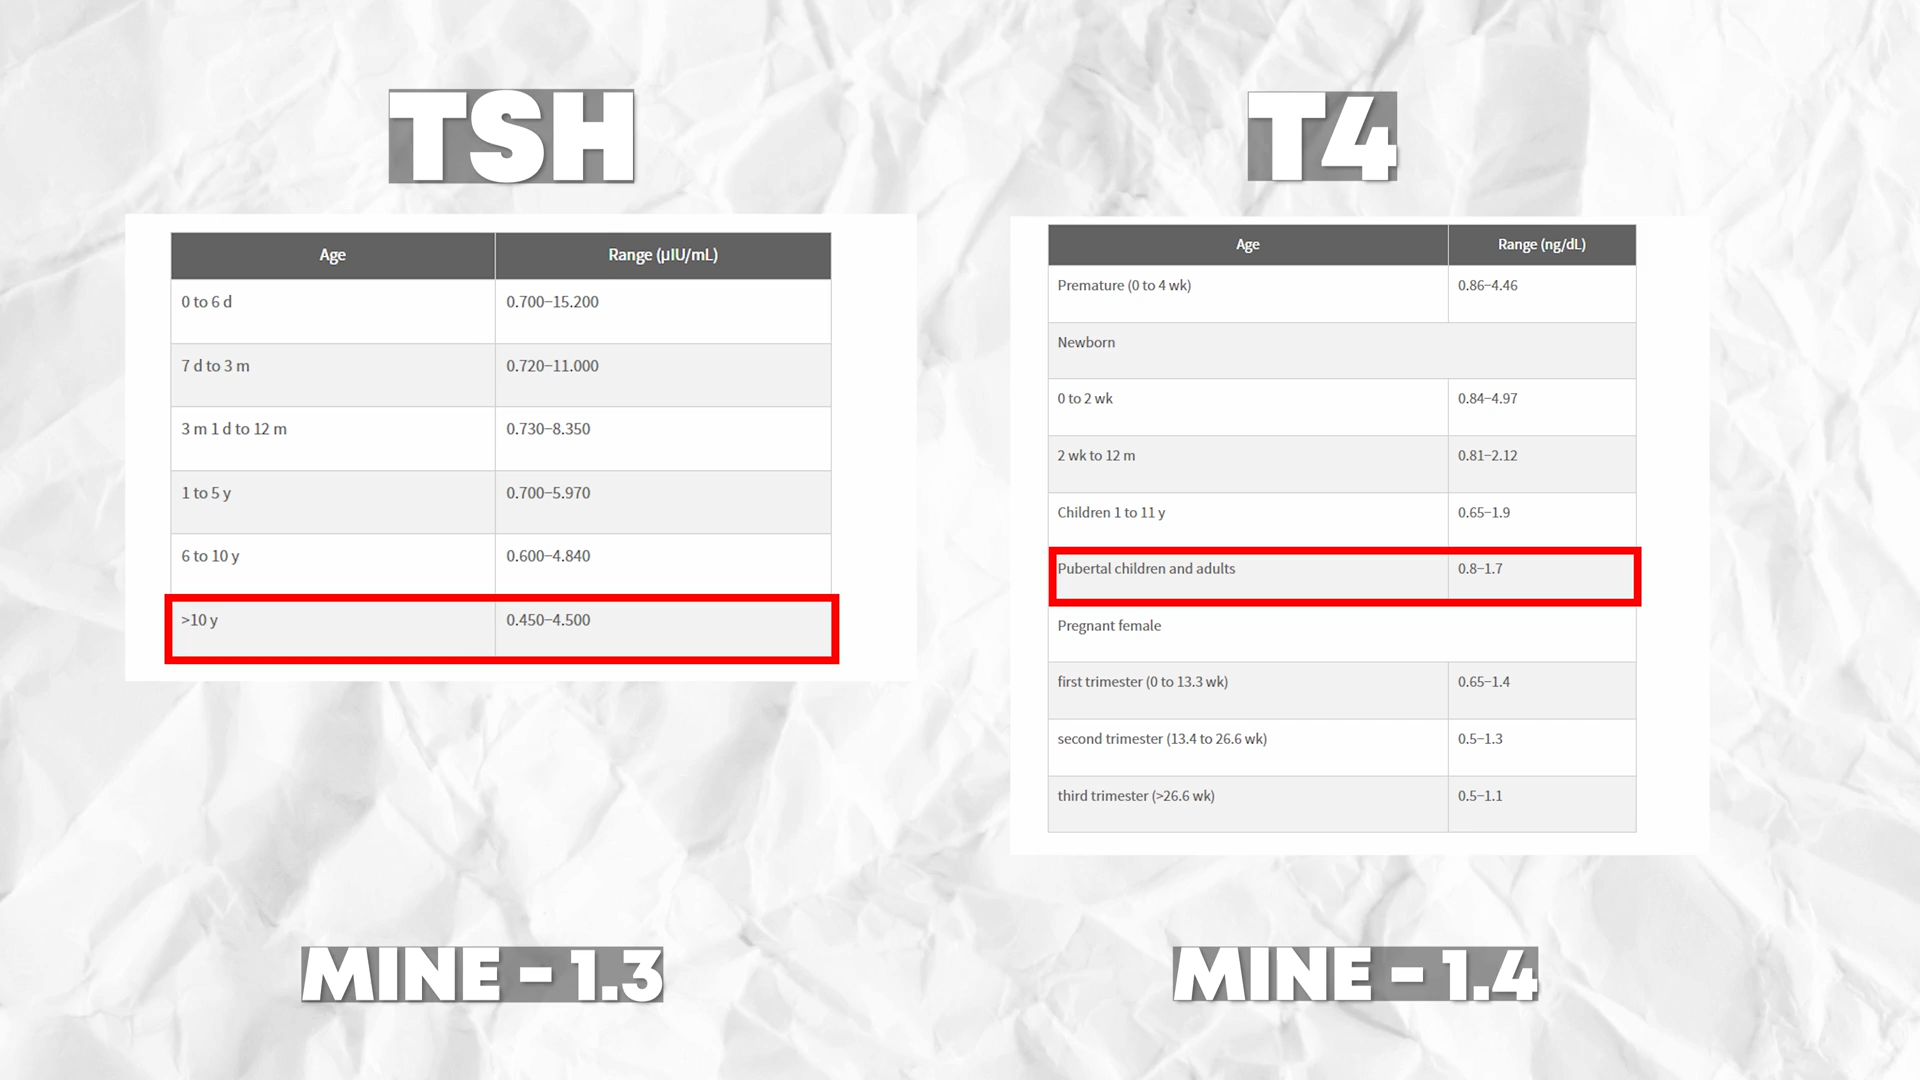 TSH
Age Range (µIU/mL)
0 to 6 d 0.700−15.200
7 d to 3 m 0.720−11.000
3 m 1 d to 12 m 0.730−8.350
1 to 5 y 0.700−5.970
6 to 10 y 0.600−4.840
>10 y 0.450−4.500
MINE - 1.3
T4
Age Range (ng/dL)
Premature (0 to 4 wk) 0.86−4.46
Newborn
0 to 2 wk 0.84−4.97
2 wk to 12 m 0.81−2.12
Children 1 to 11 y 0.65−1.9
Pubertal children and adults 0.8−1.7
Pregnant female
first trimester (0 to 13.3 wk) 0.65−1.4
second trimester (13.4 to 26.6 wk) 0.5−1.3
third trimester (>26.6 wk) 0.5−1.1
MINE - 1.4